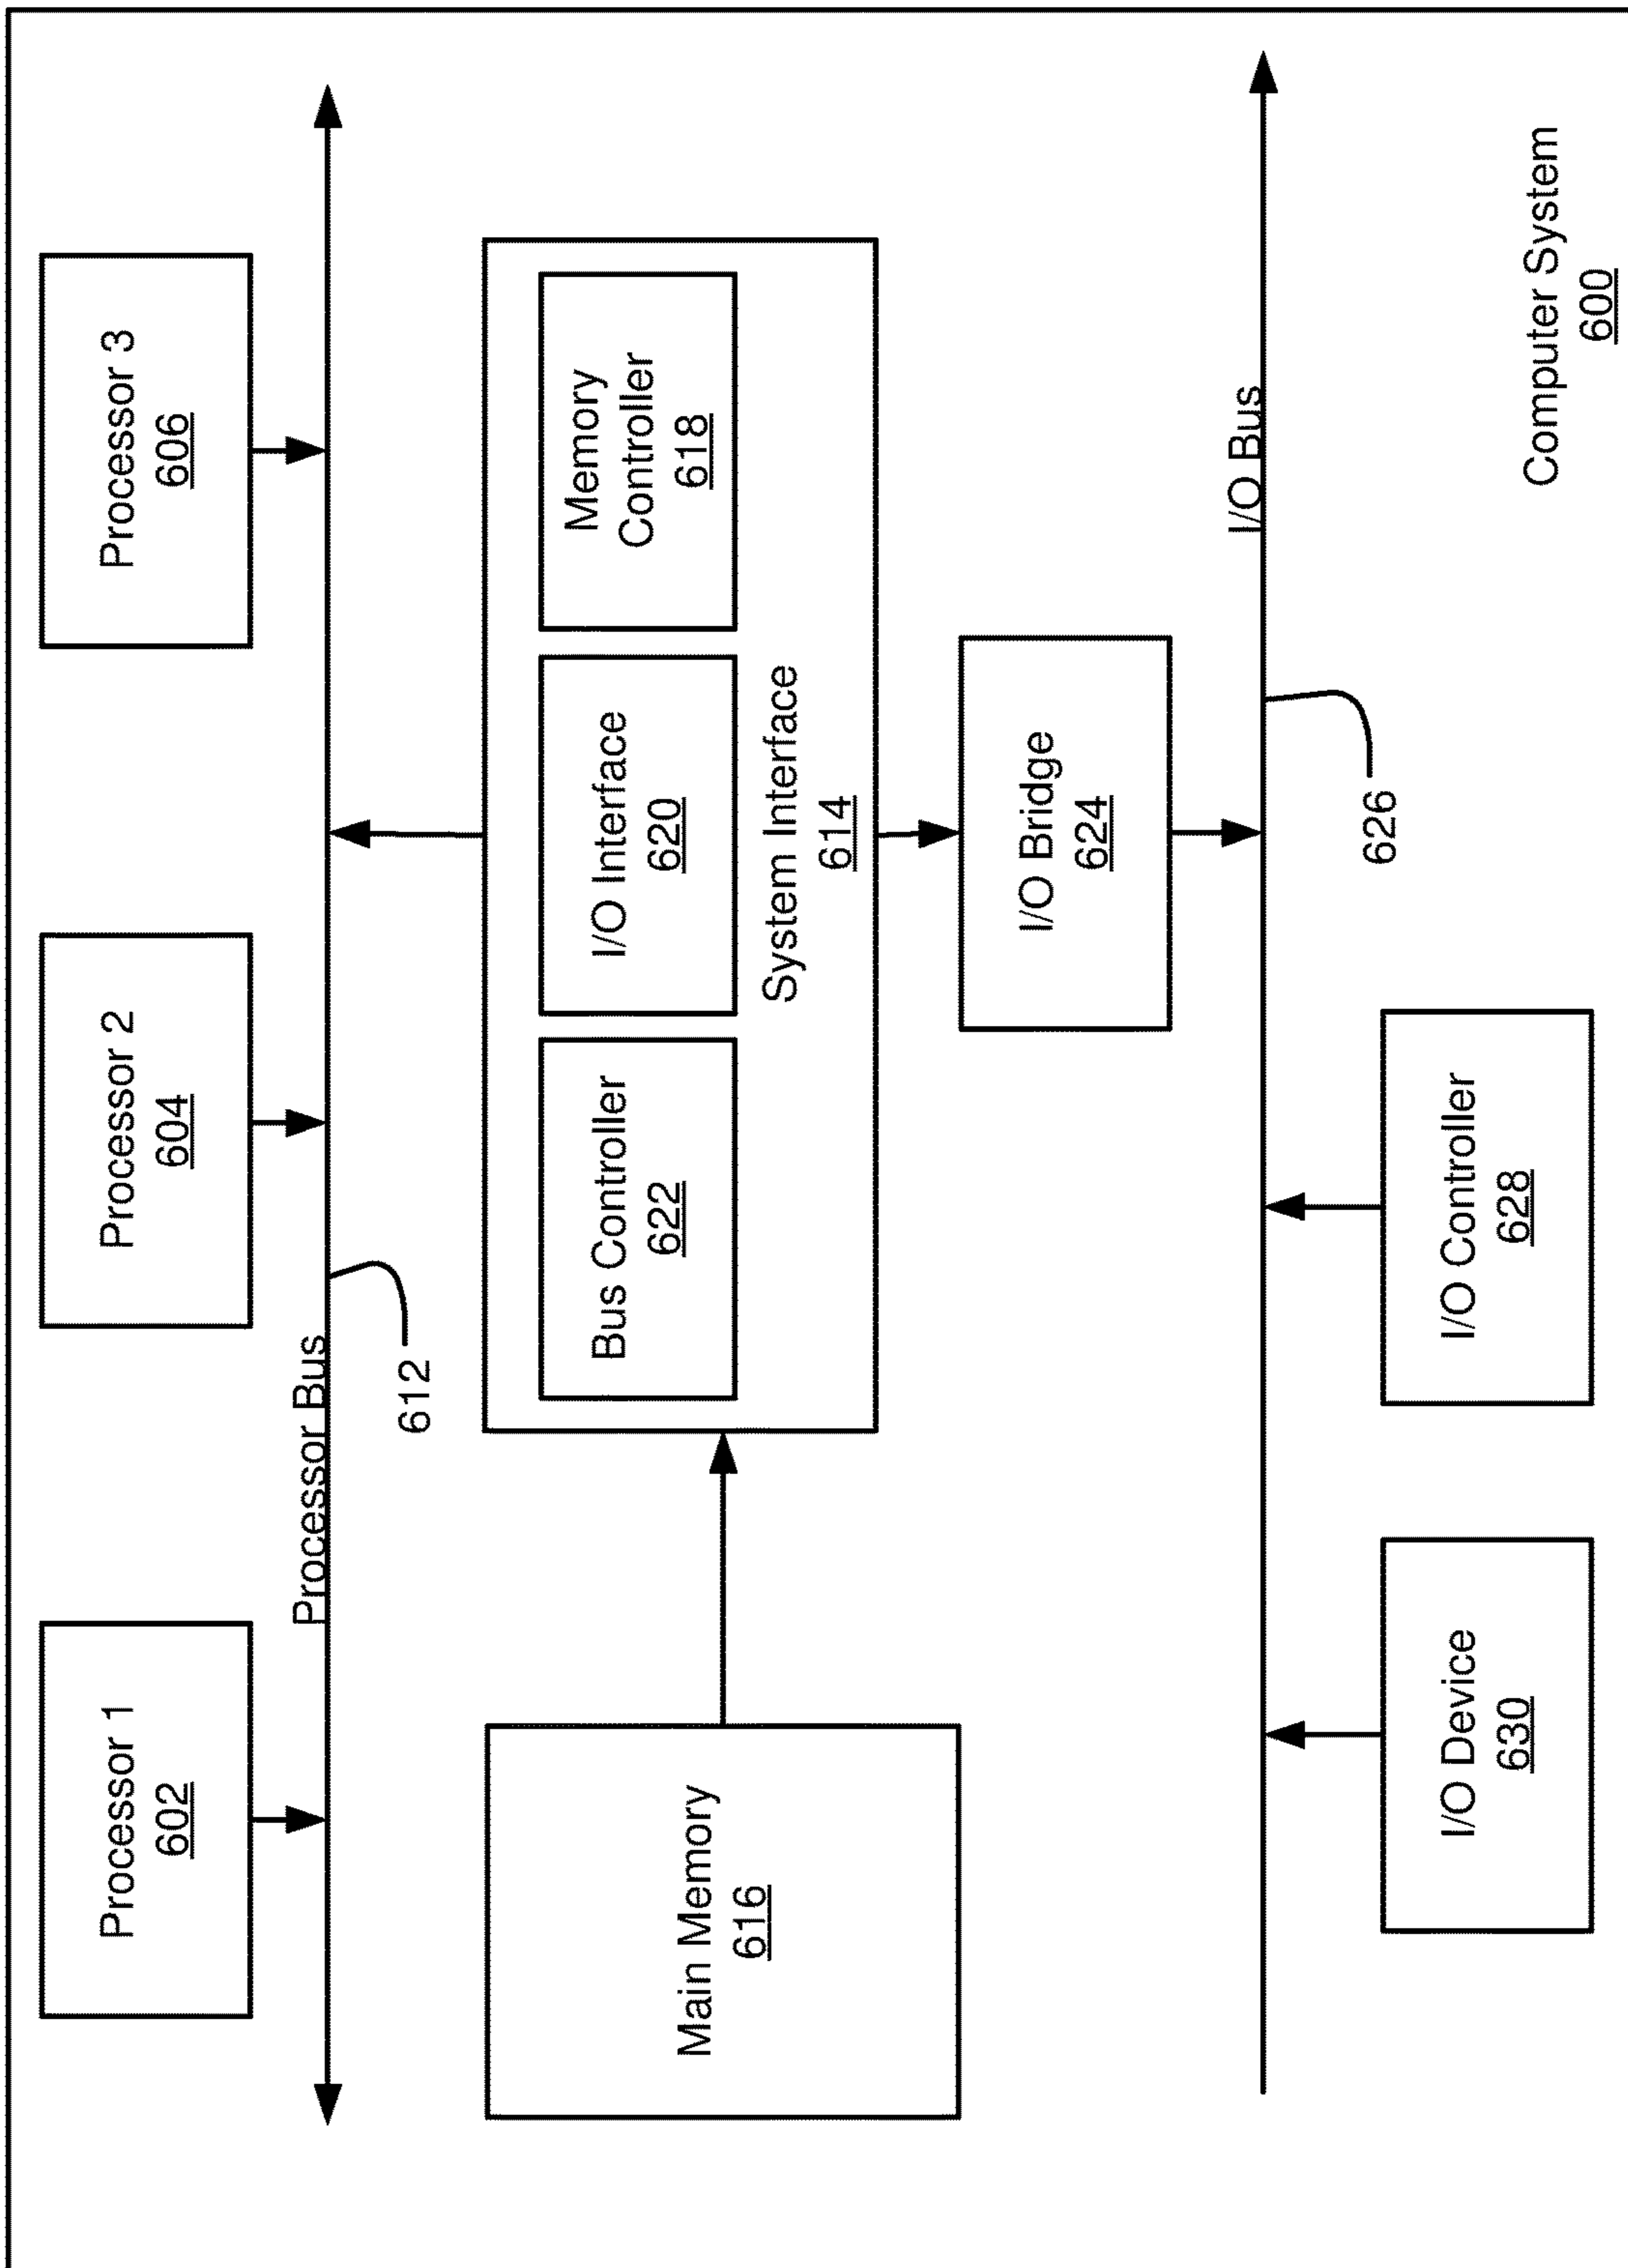 Processor 1
602
Processor 2
604
Processor 3
606
Processor Bus
612
Main Memory
616
Bus Controller
622
I/O Interface
620
Memory
Controller
618
System Interface
614
I/O Bridge
624
I/O Bus
626
I/O Device
630
I/O Controller
628
Computer System
600